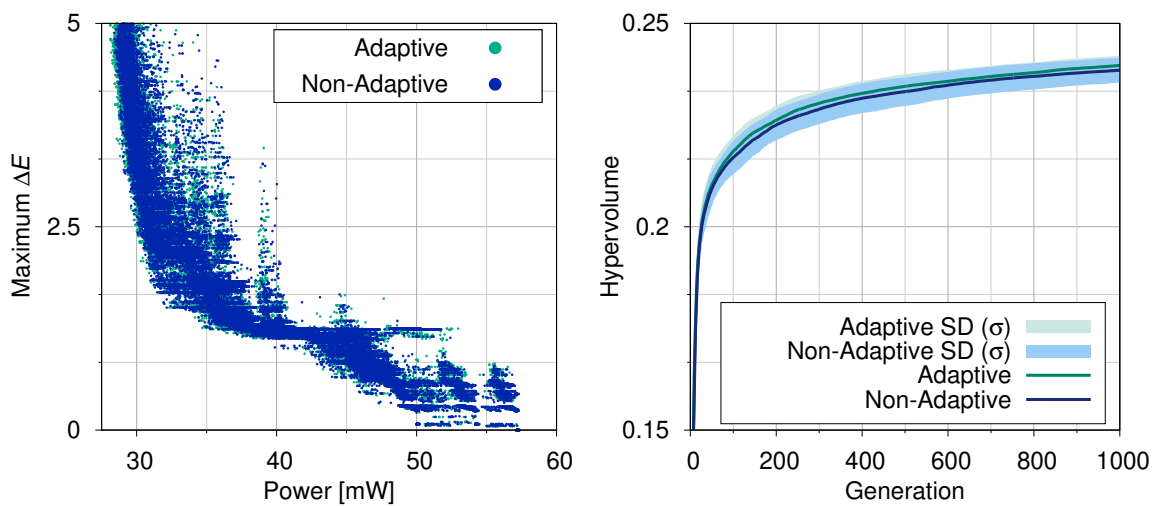 5
2.5
0
Maximum ΔE
30
40
50
60
Power [mW]
Adaptive
Non-Adaptive
0.25
0.2
0.15
Hypervolume
0
200
400
600
800
1000
Generation
Adaptive SD (σ)
Non-Adaptive SD (σ)
Adaptive
Non-Adaptive